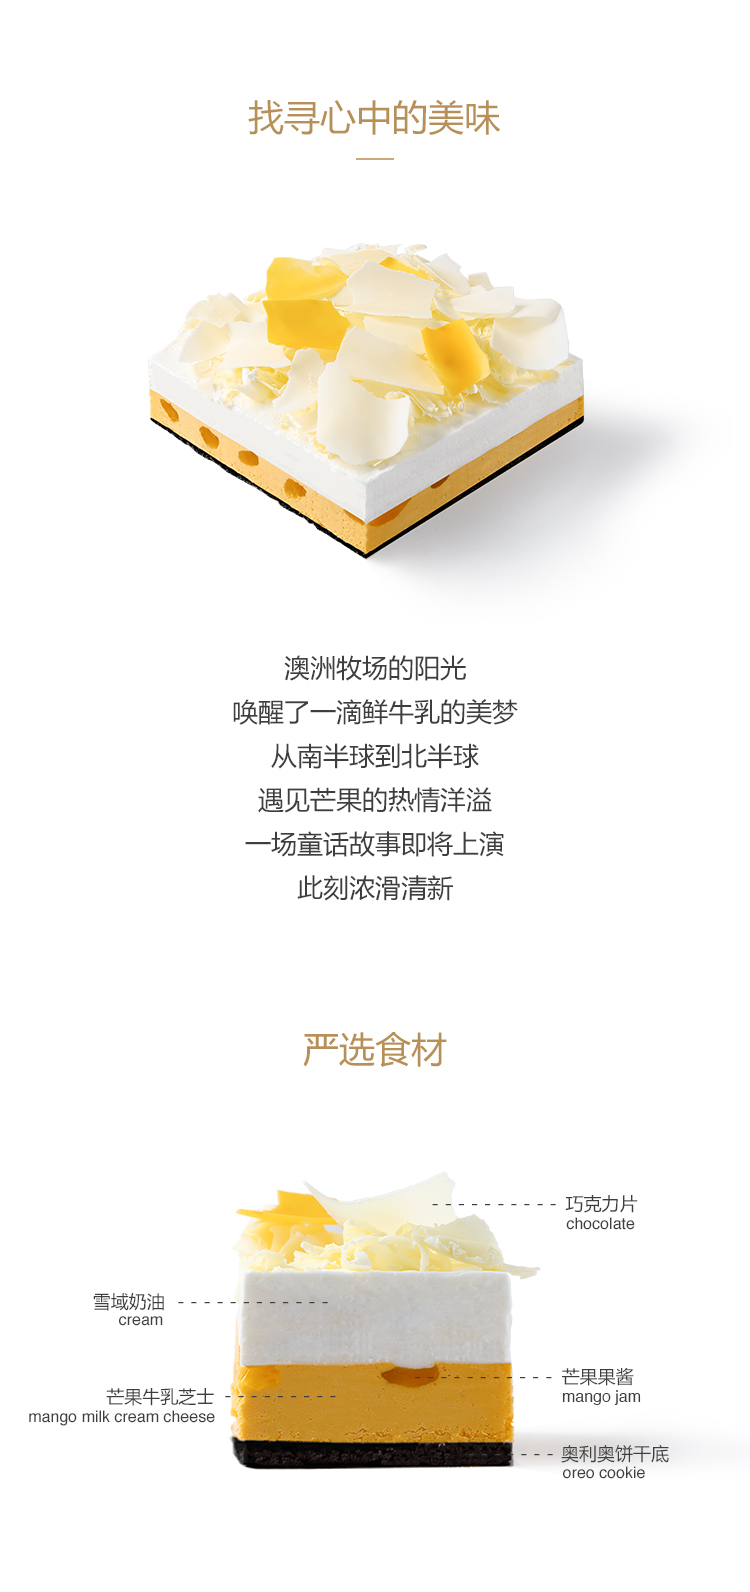 找寻心中的美味
澳洲牧场的阳光
唤醒了一滴鲜牛乳的美梦
从南半球到北半球
遇见芒果的热情洋溢
一场童话故事即将上演
此刻浓滑清新
严选食材
巧克力片
chocolate
雪域奶油
cream
芒果果酱
mango jam
芒果牛乳芝士
mango milk cream cheese
奥利奥饼干底
oreo cookie